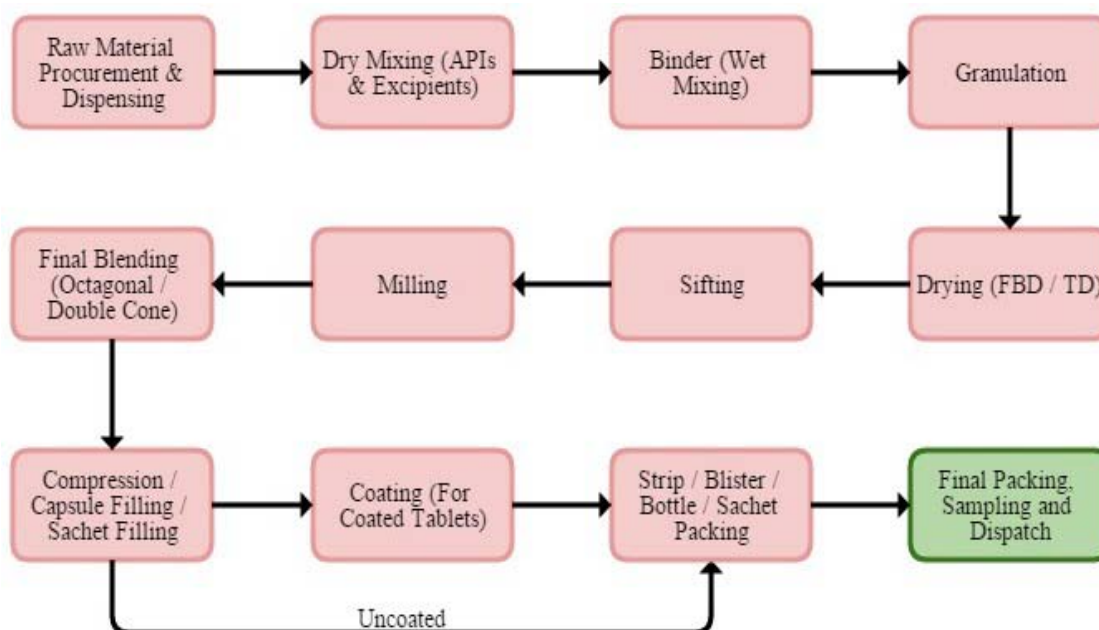 Raw Material
Procurement &
Dispensing
Dry Mixing (APIs
& Excipients)
Binder (Wet
Mixing)
Granulation
Drying (FBD / TD)
Sifting
Milling
Final Blending
(Octagonal /
Double Cone)
Compression /
Capsule Filling /
Sachet Filling
Coating (For
Coated Tablets)
Strip / Blister /
Bottle / Sachet
Packing
Final Packing,
Sampling and
Dispatch
Uncoated